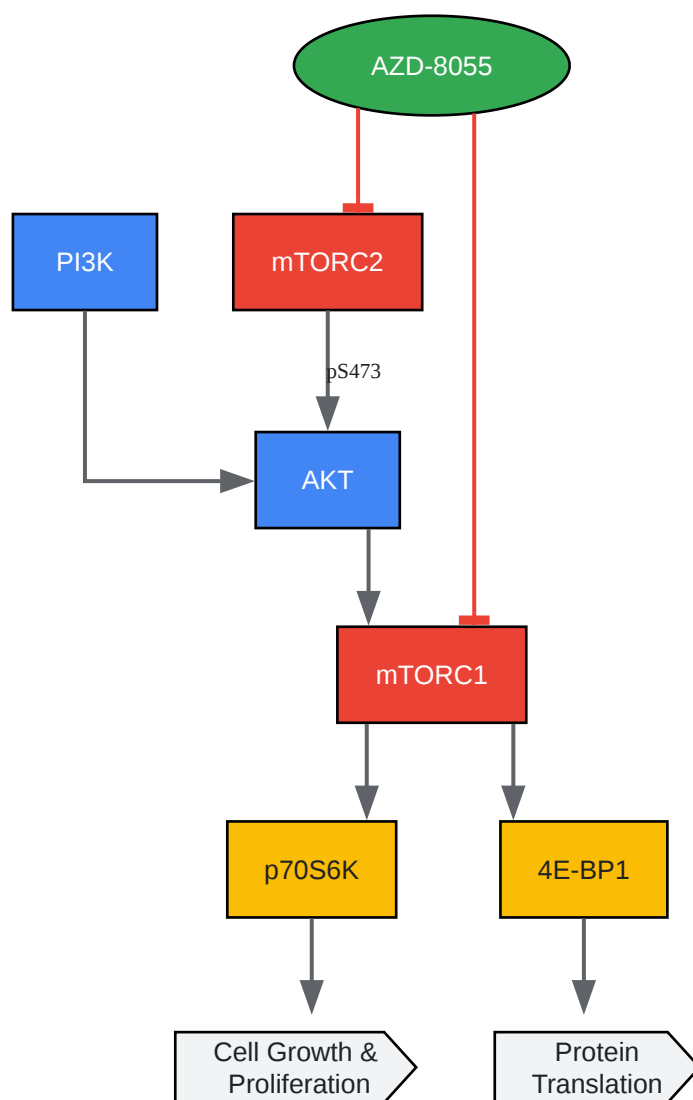 AZD-8055
PI3K
mTORC2
pS473
AKT
mTORC1
p70S6K
4E-BP1
Cell Growth &
Proliferation
Protein
Translation